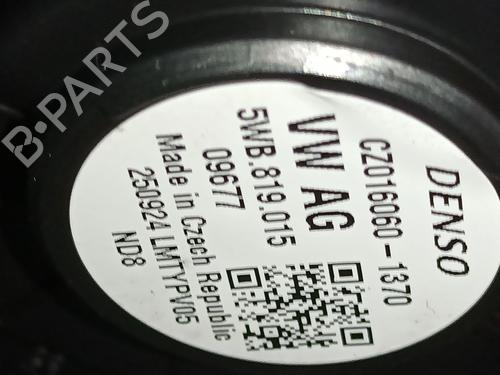 DENSO
CZ016060-1370
VW AG
5WB.819.015
09677
Made in Czech Republic
250924 LMTYPV05
ND8
B-PARTS